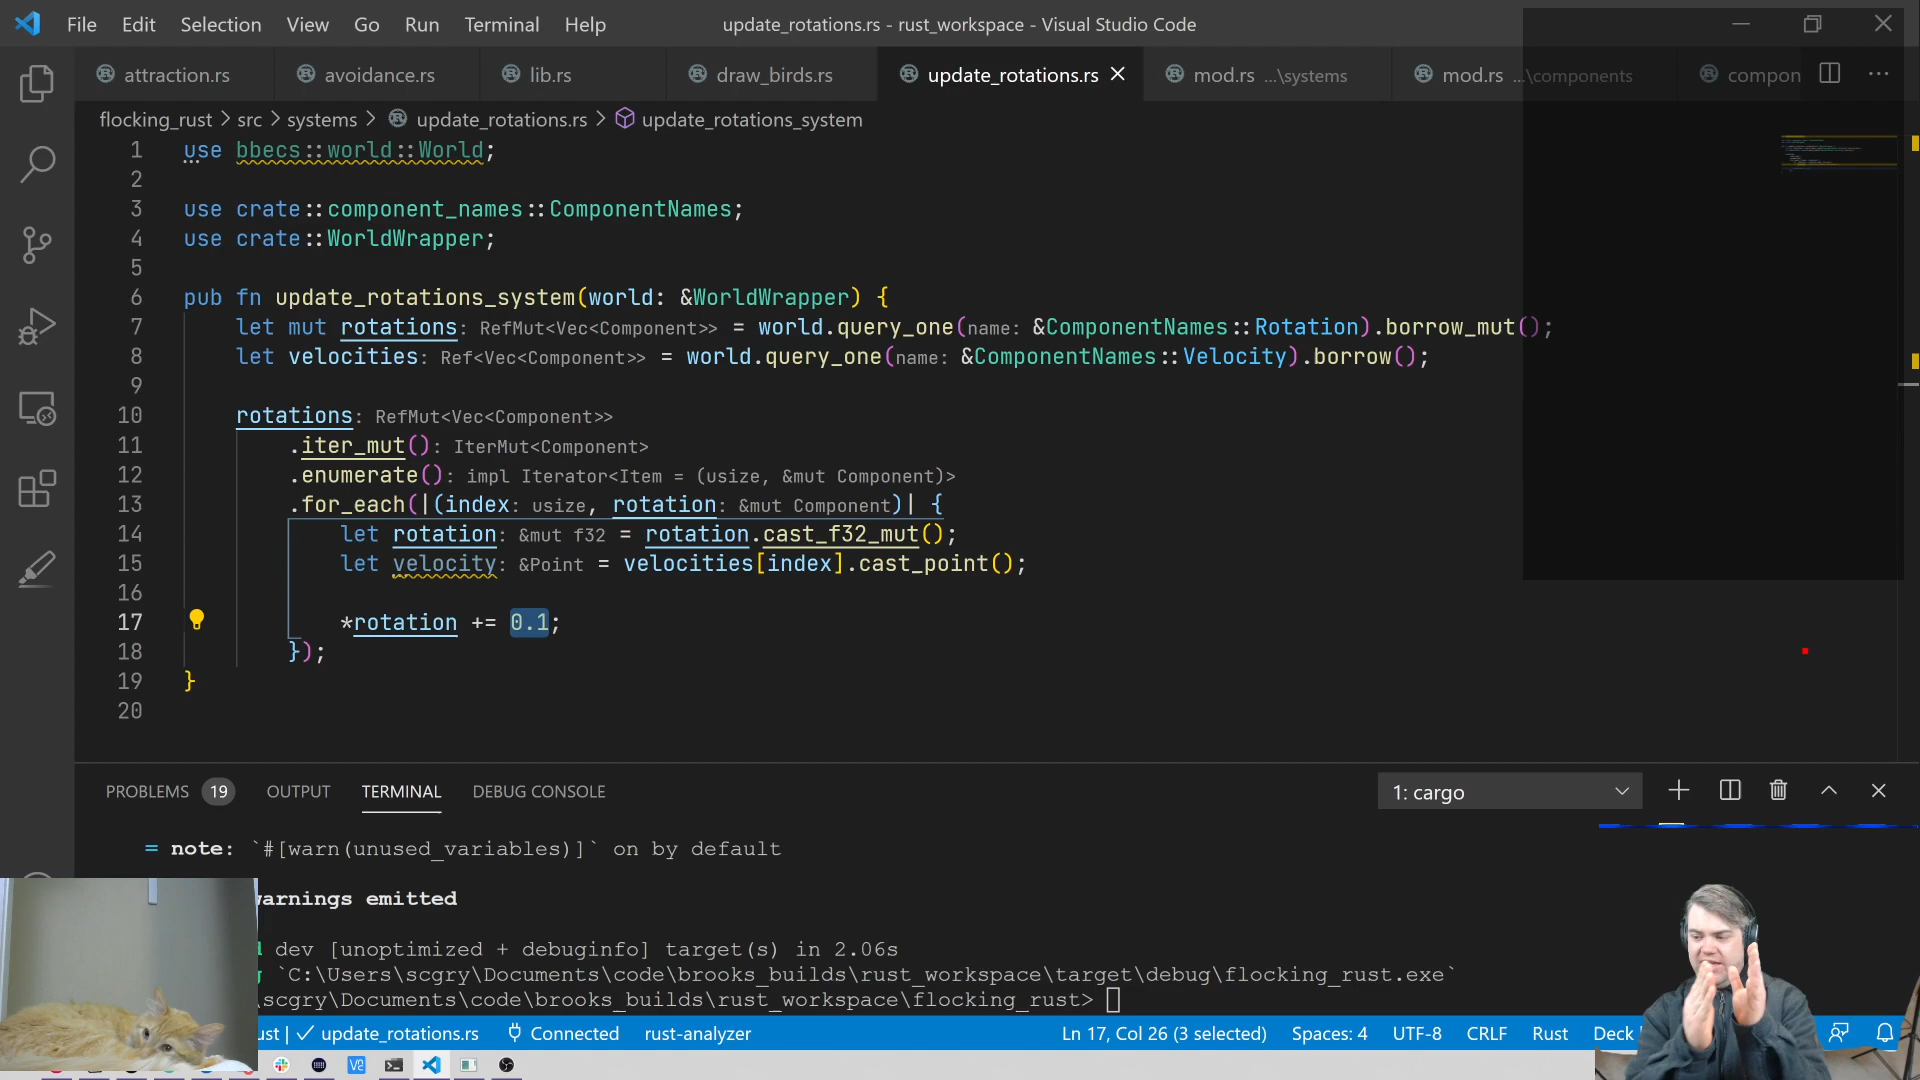 File Edit Selection View Go Run Terminal Help
update_rotations.rs - rust_workspace - Visual Studio Code
attraction.rs avoidance.rs lib.rs draw_birds.rs update_rotations.rs mod.rs ...\systems mod.rs ...\components compon
flocking_rust > src > systems > update_rotations.rs > update_rotations_system
1 use bbecs::world::World;
2
3 use crate::component_names::ComponentNames;
4 use crate::WorldWrapper;
5
6 pub fn update_rotations_system(world: &WorldWrapper) {
7 let mut rotations: RefMut<Vec<Component>> = world.query_one(name: &ComponentNames::Rotation).borrow_mut();
8 let velocities: Ref<Vec<Component>> = world.query_one(name: &ComponentNames::Velocity).borrow();
9
10 rotations: RefMut<Vec<Component>>
11 .iter_mut(): IterMut<Component>
12 .enumerate(): impl Iterator<Item = (usize, &mut Component)>
13 .for_each(|(index: usize, rotation: &mut Component)| {
14 let rotation: &mut f32 = rotation.cast_f32_mut();
15 let velocity: &Point = velocities[index].cast_point();
16
17 *rotation += 0.1;
18 });
19 }
20
PROBLEMS 19 OUTPUT TERMINAL DEBUG CONSOLE 1: cargo
= note: `#[warn(unused_variables)]` on by default
warnings emitted
d dev [unoptimized + debuginfo] target(s) in 2.06s
g `C:\Users\scgry\Documents\code\brooks_builds\rust_workspace\target\debug\flocking_rust.exe`
\scgry\Documents\code\brooks_builds\rust_workspace\flocking_rust>
ust | ✓ update_rotations.rs Connected rust-analyzer Ln 17, Col 26 (3 selected) Spaces: 4 UTF-8 CRLF Rust Deck